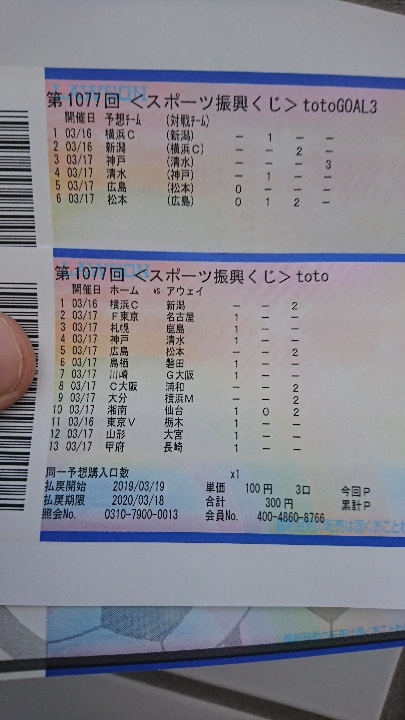 LAWSON
第1077回 <スポーツ振興くじ> totoGOAL3
開催日 予想ﾁｰﾑ (対戦ﾁｰﾑ)
1 03/16 横浜C (新潟) - 1 - -
2 03/16 新潟 (横浜C) - - 2 -
3 03/17 神戸 (清水) - - - 3
4 03/17 清水 (神戸) - 1 - -
5 03/17 広島 (松本) 0 - - -
6 03/17 松本 (広島) 0 1 2 -
第1077回 <スポーツ振興くじ> toto
開催日 ホーム vs アウェイ
1 03/16 横浜C 新潟 - - 2
2 03/17 F東京 名古屋 1 - -
3 03/17 札幌 鹿島 1 - -
4 03/17 神戸 清水 1 - -
5 03/17 広島 松本 - - 2
6 03/17 鳥栖 磐田 1 - -
7 03/17 川崎 G大阪 1 - -
8 03/17 C大阪 浦和 - - 2
9 03/17 大分 横浜M - - 2
10 03/17 湘南 仙台 1 0 2
11 03/16 東京V 栃木 1 - -
12 03/17 山形 大宮 1 - -
13 03/17 甲府 長崎 1 - -
同一予想購入口数 x1
払戻開始 2019/03/19 単価 100円 3口 今回P
払戻期限 2020/03/18 合計 300円 累計P
照会No. 0310-7900-0013 会員No. 400-4860-8766